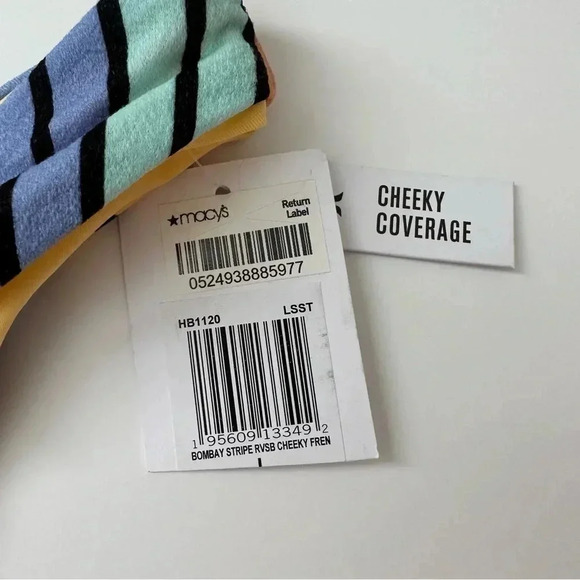 ★macy's
Return
Label
0524938885977
HB1120 LSST
1 95609 13349 2
BOMBAY STRIPE RVSB CHEEKY FREN
CHEEKY
COVERAGE